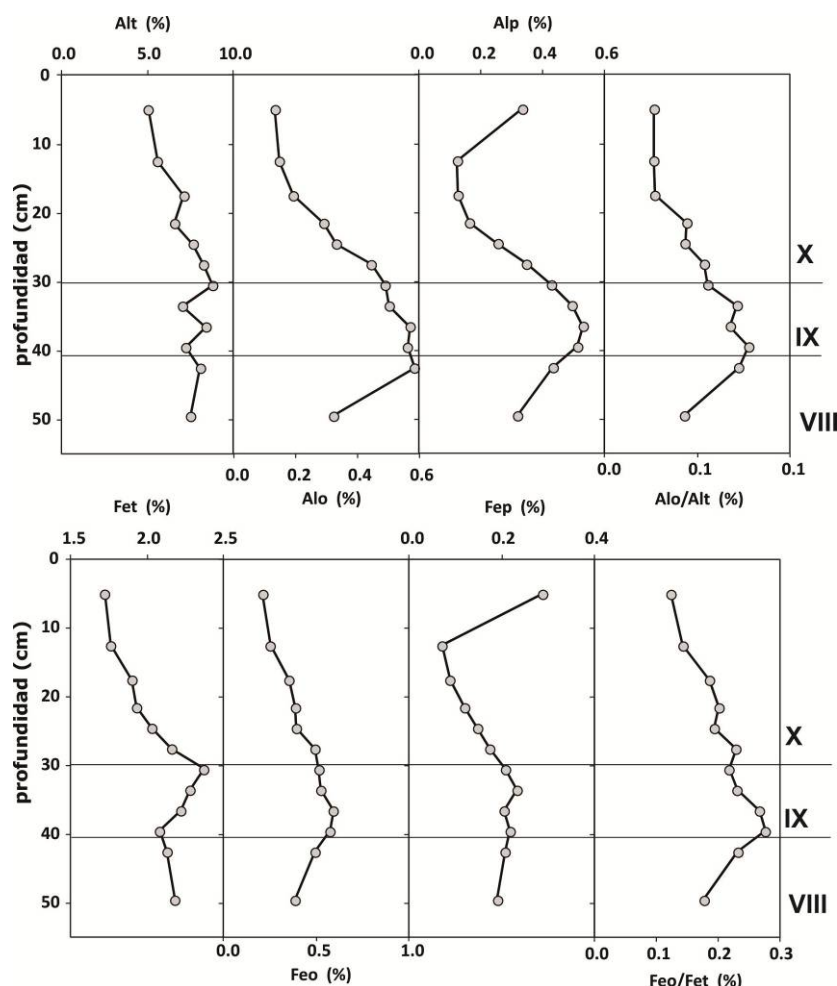 Alt (%) Alp (%)
0.0 5.0 10.0 0.0 0.3 0.6
0
10
20
30
40
50
profundidad (cm)
X
IX
VIII
0.0 0.2 0.4 0.6 0.0 0.1 0.1
Alo (%) Alo/Alt (%)
Fet (%) Fep (%)
1.5 2.1 2.5 0.0 0.2 0.4
0
10
20
30
40
50
profundidad (cm)
X
IX
VIII
0.0 0.5 1.0 0.0 0.1 0.2 0.3
Feo (%) Feo/Fet (%)